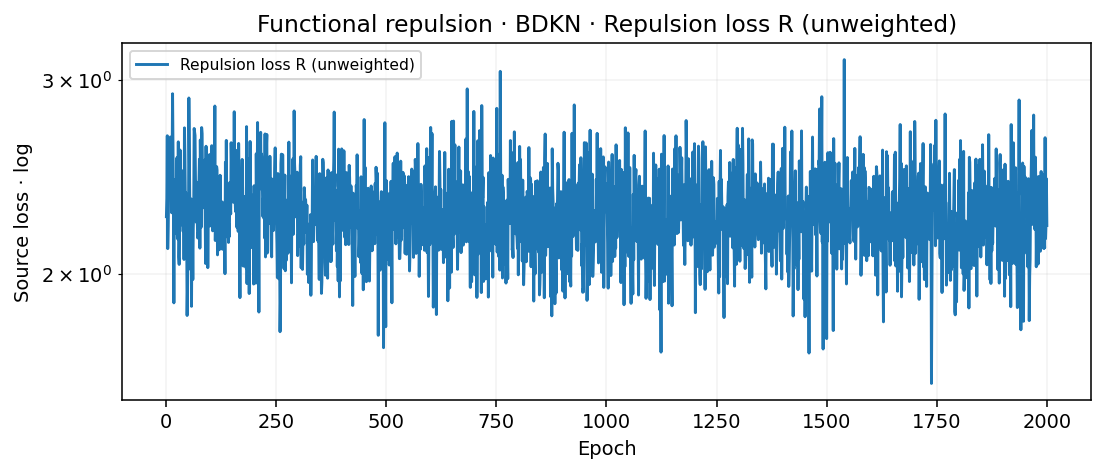 Functional repulsion · BDKN · Repulsion loss R (unweighted)
Repulsion loss R (unweighted)
Source loss · log
3 × 10⁰
2 × 10⁰
0 250 500 750 1000 1250 1500 1750 2000
Epoch